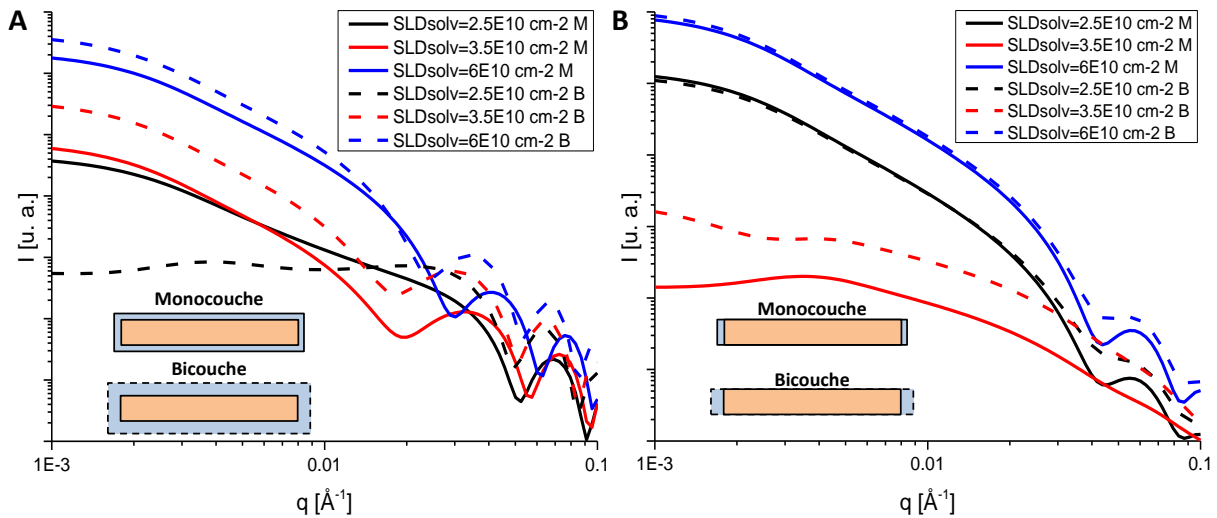 A
SLDsolv=2.5E10 cm-2 M
SLDsolv=3.5E10 cm-2 M
SLDsolv=6E10 cm-2 M
SLDsolv=2.5E10 cm-2 B
SLDsolv=3.5E10 cm-2 B
SLDsolv=6E10 cm-2 B
I [u. a.]
Monocouche
Bicouche
1E-3
0.01
0.1
q [Å⁻¹]
B
SLDsolv=2.5E10 cm-2 M
SLDsolv=3.5E10 cm-2 M
SLDsolv=6E10 cm-2 M
SLDsolv=2.5E10 cm-2 B
SLDsolv=3.5E10 cm-2 B
SLDsolv=6E10 cm-2 B
I [u. a.]
Monocouche
Bicouche
1E-3
0.01
0.1
q [Å⁻¹]